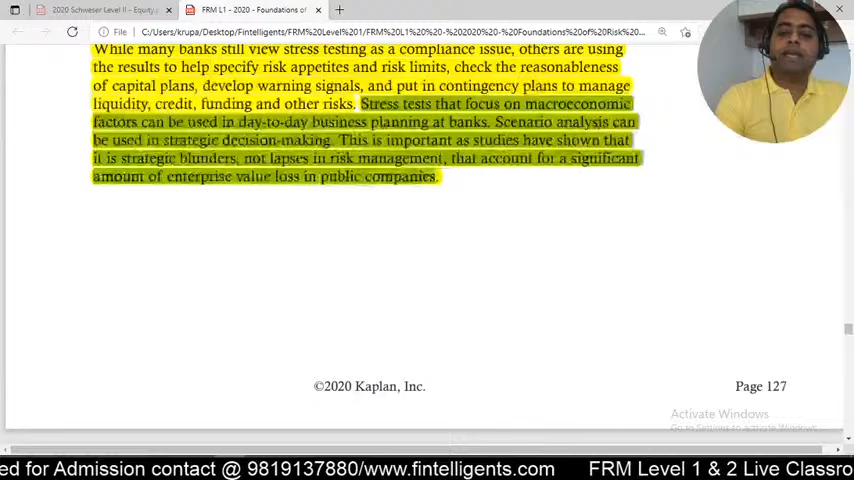 2020 Schweser Level II - Equity.p
FRM L1 - 2020 - Foundations of
File
C:/Users/krupa/Desktop/Fintelligents/FRM%20Level%201/FRM%20L1%20%20-%202020%20-%20Foundations%20of%20Risk...
While many banks still view stress testing as a compliance issue, others are using
the results to help specify risk appetites and risk limits, check the reasonableness
of capital plans, develop warning signals, and put in contingency plans to manage
liquidity, credit, funding and other risks. Stress tests that focus on macroeconomic
factors can be used in day-to-day business planning at banks. Scenario analysis can
be used in strategic decision-making. This is important as studies have shown that
it is strategic blunders, not lapses in risk management, that account for a significant
amount of enterprise value loss in public companies.
©2020 Kaplan, Inc.
Page 127
Activate Windows
Go to Settings to activate Windows.
ed for Admission contact @ 9819137880/www.fintelligents.com
FRM Level 1 & 2 Live Classro